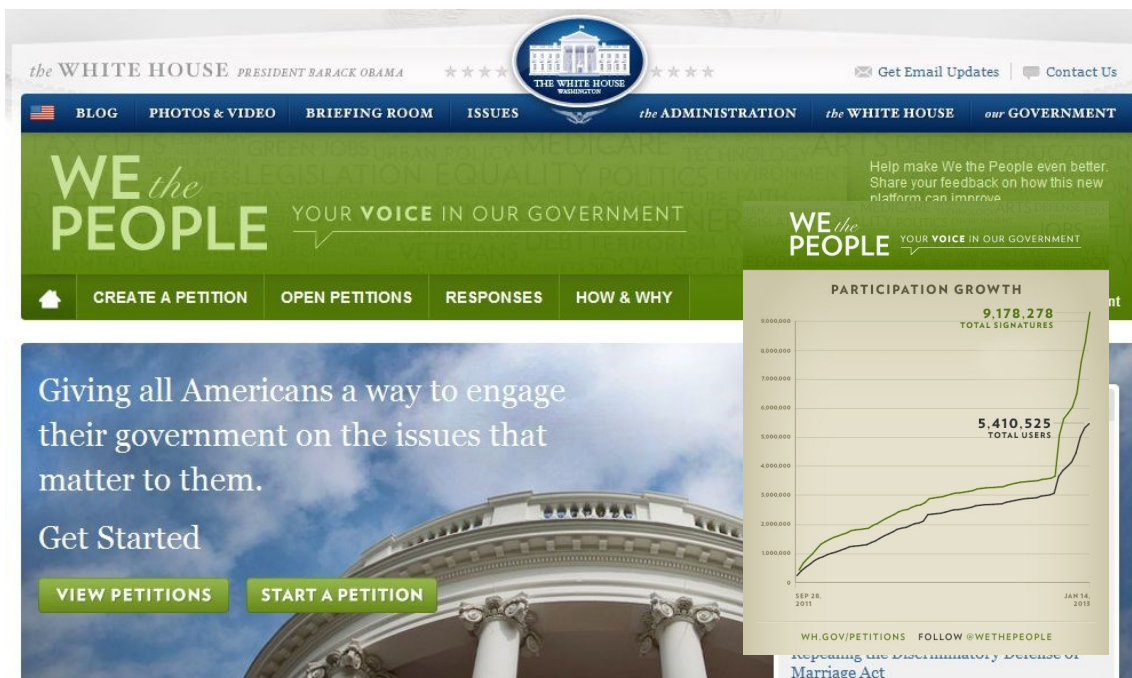 the WHITE HOUSE PRESIDENT BARACK OBAMA
THE WHITE HOUSE
WASHINGTON
Get Email Updates
Contact Us
BLOG
PHOTOS & VIDEO
BRIEFING ROOM
ISSUES
the ADMINISTRATION
the WHITE HOUSE
our GOVERNMENT
WE the
PEOPLE
YOUR VOICE IN OUR GOVERNMENT
Help make We the People even better.
Share your feedback on how this new
platform can improve
CREATE A PETITION
OPEN PETITIONS
RESPONSES
HOW & WHY
nt
Giving all Americans a way to engage
their government on the issues that
matter to them.
Get Started
VIEW PETITIONS
START A PETITION
WE the
PEOPLE
YOUR VOICE IN OUR GOVERNMENT
PARTICIPATION GROWTH
9,178,278
TOTAL SIGNATURES
5,410,525
TOTAL USERS
9,000,000
8,000,000
7,000,000
6,000,000
5,000,000
4,000,000
3,000,000
2,000,000
1,000,000
0
SEP 28,
2011
JAN 14,
2013
WH.GOV/PETITIONS FOLLOW @WETHEPEOPLE
Repealing the Discriminatory Defense of
Marriage Act